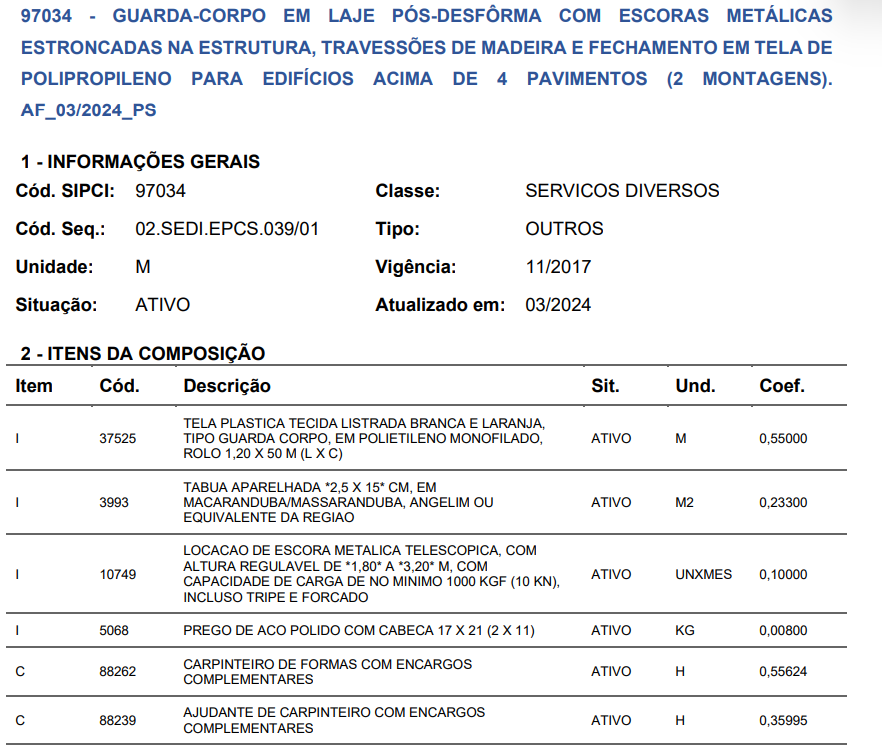 97034 - GUARDA-CORPO EM LAJE PÓS-DESFÔRMA COM ESCORAS METÁLICAS
ESTRONCADAS NA ESTRUTURA, TRAVESSÕES DE MADEIRA E FECHAMENTO EM TELA DE
POLIPROPILENO PARA EDIFÍCIOS ACIMA DE 4 PAVIMENTOS (2 MONTAGENS).
AF_03/2024_PS
1 - INFORMAÇÕES GERAIS
Cód. SIPCI: 97034 Classe: SERVICOS DIVERSOS
Cód. Seq.: 02.SEDI.EPCS.039/01 Tipo: OUTROS
Unidade: M Vigência: 11/2017
Situação: ATIVO Atualizado em: 03/2024
2 - ITENS DA COMPOSIÇÃO
Item Cód. Descrição Sit. Und. Coef.
TELA PLASTICA TECIDA LISTRADA BRANCA E LARANJA,
I 37525 TIPO GUARDA CORPO, EM POLIETILENO MONOFILADO, ATIVO M 0,55000
ROLO 1,20 X 50 M (L X C)
TABUA APARELHADA *2,5 X 15* CM, EM
I 3993 MACARANDUBA/MASSARANDUBA, ANGELIM OU ATIVO M2 0,23300
EQUIVALENTE DA REGIAO
LOCACAO DE ESCORA METALICA TELESCOPICA, COM
ALTURA REGULAVEL DE *1,80* A *3,20* M, COM
I 10749 CAPACIDADE DE CARGA DE NO MINIMO 1000 KGF (10 KN), ATIVO UNXMES 0,10000
INCLUSO TRIPE E FORCADO
I 5068 PREGO DE ACO POLIDO COM CABECA 17 X 21 (2 X 11) ATIVO KG 0,00800
C 88262 CARPINTEIRO DE FORMAS COM ENCARGOS ATIVO H 0,55624
COMPLEMENTARES
C 88239 AJUDANTE DE CARPINTEIRO COM ENCARGOS ATIVO H 0,35995
COMPLEMENTARES